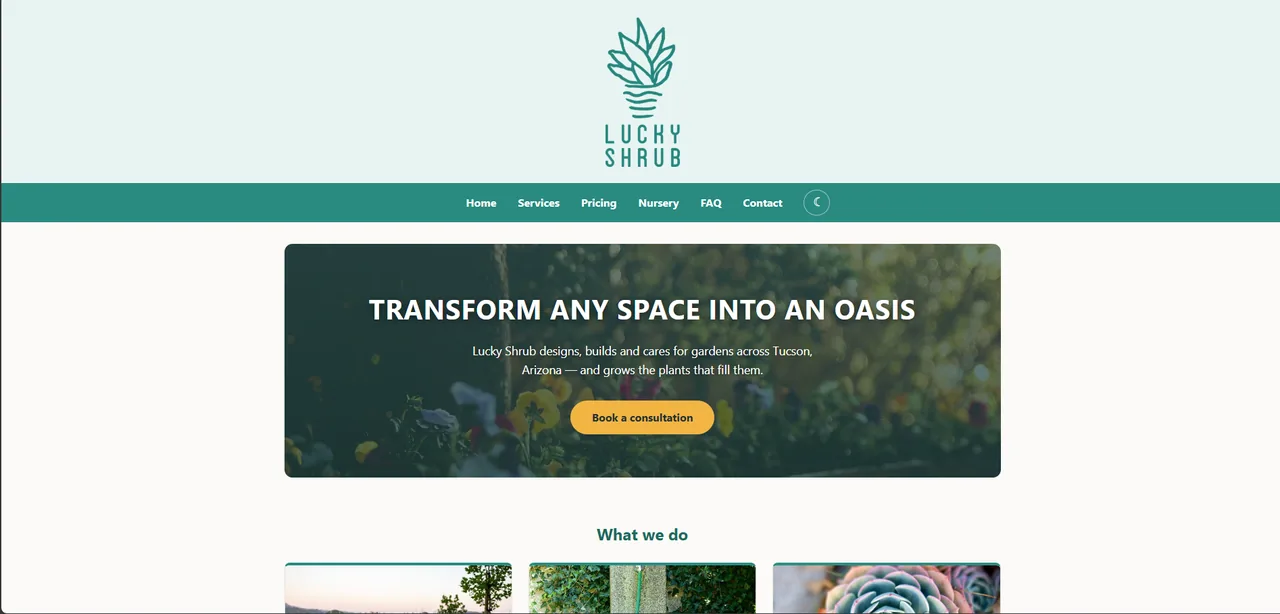 LUCKY
SHRUB
Home Services Pricing Nursery FAQ Contact
TRANSFORM ANY SPACE INTO AN OASIS
Lucky Shrub designs, builds and cares for gardens across Tucson,
Arizona — and grows the plants that fill them.
Book a consultation
What we do